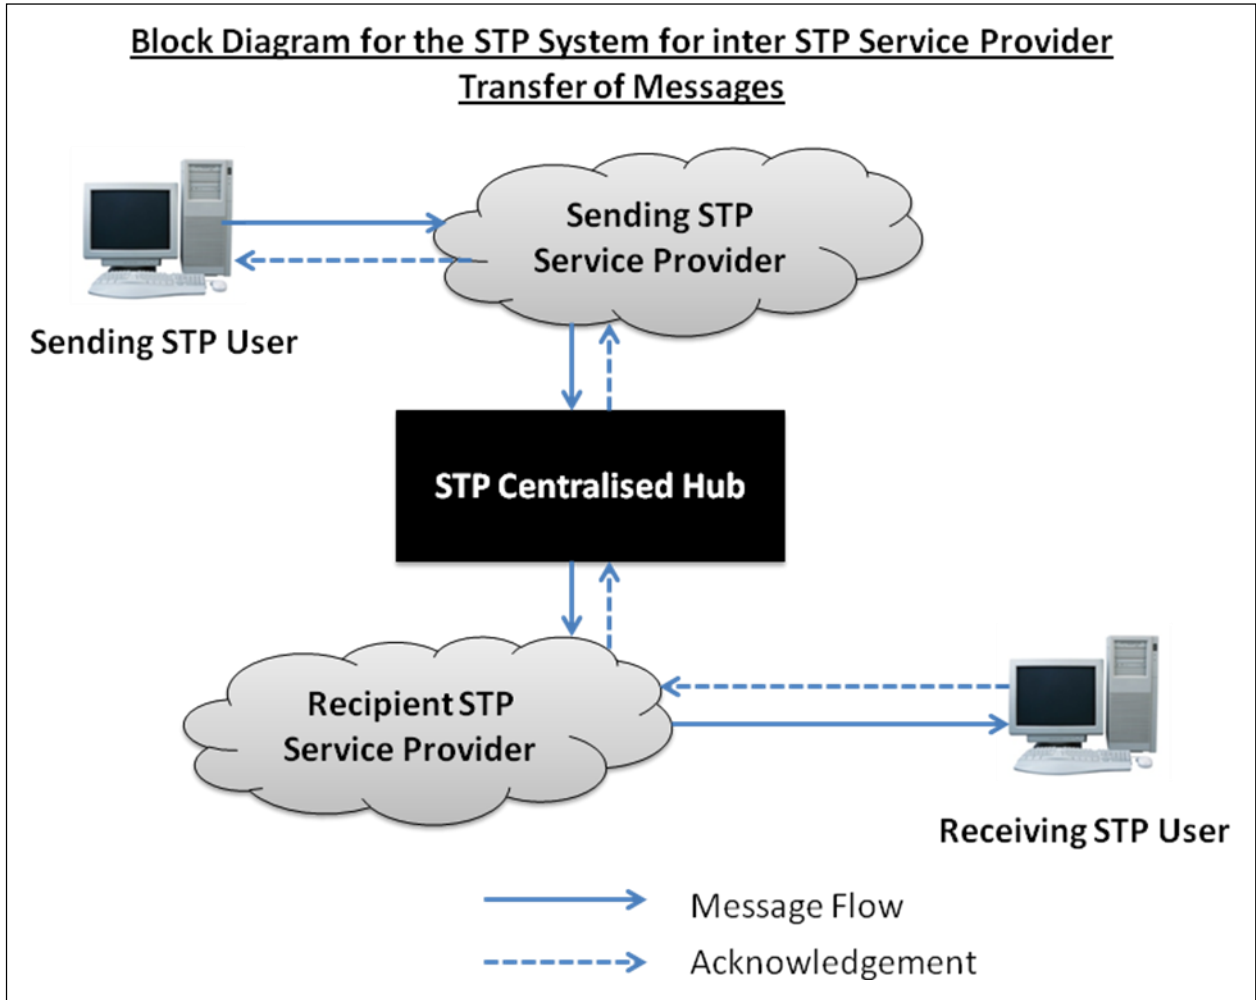 Block Diagram for the STP System for inter STP Service Provider
Transfer of Messages
Sending STP
Service Provider
Sending STP User
STP Centralised Hub
Recipient STP
Service Provider
Receiving STP User
Message Flow
Acknowledgement